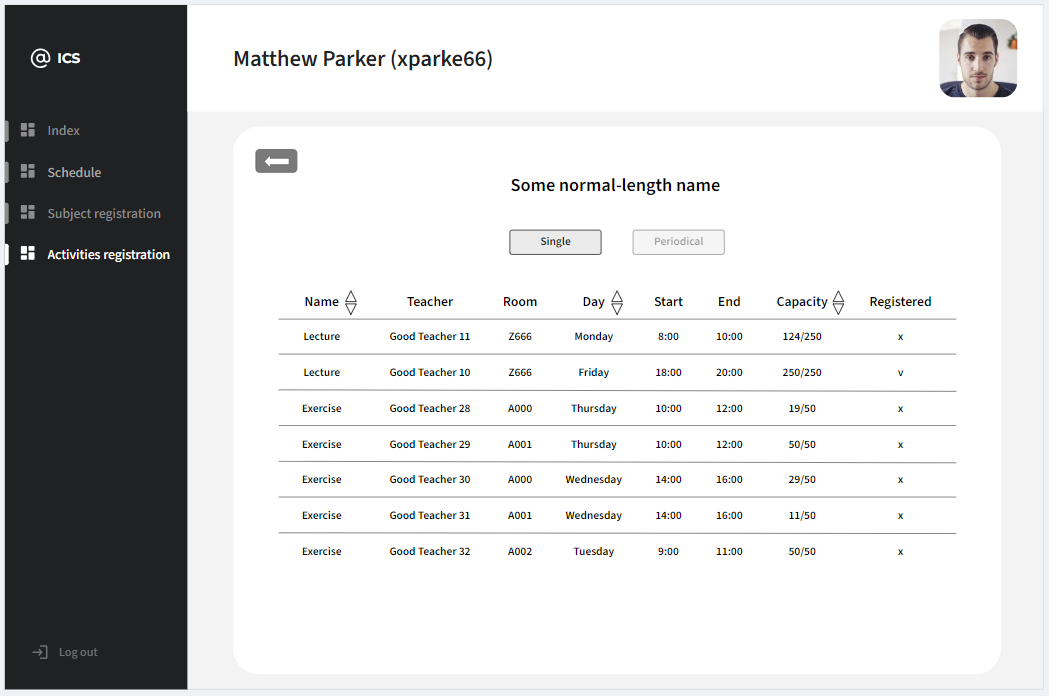 @ ICS
Matthew Parker (xparke66)
Index
Schedule
Subject registration
Activities registration
Log out
Some normal-length name
Single Periodical
Name Teacher Room Day Start End Capacity Registered
Lecture Good Teacher 11 Z666 Monday 8:00 10:00 124/250 x
Lecture Good Teacher 10 Z666 Friday 18:00 20:00 250/250 v
Exercise Good Teacher 28 A000 Thursday 10:00 12:00 19/50 x
Exercise Good Teacher 29 A001 Thursday 10:00 12:00 50/50 x
Exercise Good Teacher 30 A000 Wednesday 14:00 16:00 29/50 x
Exercise Good Teacher 31 A001 Wednesday 14:00 16:00 11/50 x
Exercise Good Teacher 32 A002 Tuesday 9:00 11:00 50/50 x